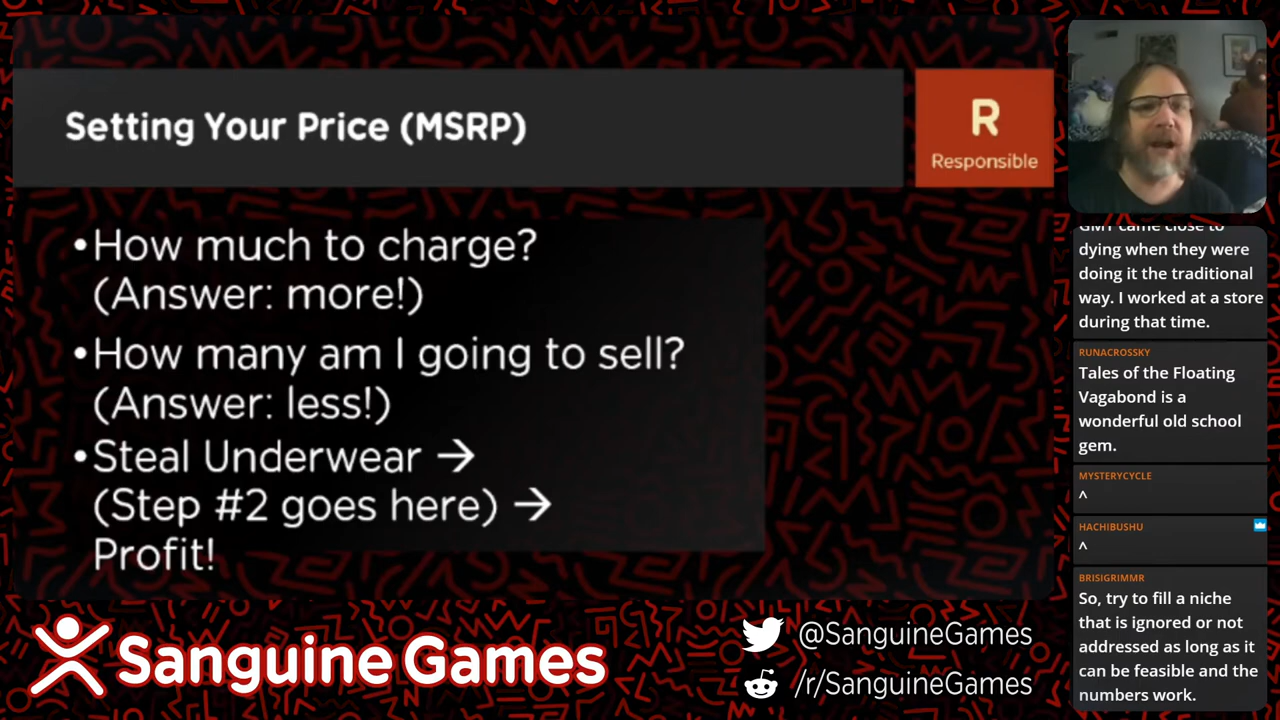 Setting Your Price (MSRP)
R
Responsible
•How much to charge?
(Answer: more!)
•How many am I going to sell?
(Answer: less!)
•Steal Underwear →
(Step #2 goes here) →
Profit!
GMT came close to
dying when they were
doing it the traditional
way. I worked at a store
during that time.
RUNACROSSKY
Tales of the Floating
Vagabond is a
wonderful old school
gem.
MYSTERYCYCLE
^
HACHIBUSHU
^
BRISIGRIMMR
So, try to fill a niche
that is ignored or not
addressed as long as it
can be feasible and the
numbers work.
Sanguine Games
@SanguineGames
/r/SanguineGames